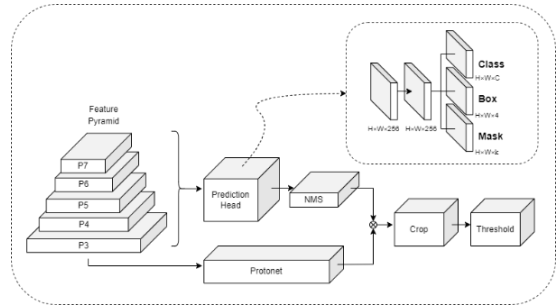 Feature
Pyramid
P7
P6
P5
P4
P3
Prediction
Head
NMS
Protonet
Crop
Threshold
H×W×256
H×W×256
Class
H×W×C
Box
H×W×4
Mask
H×W×k